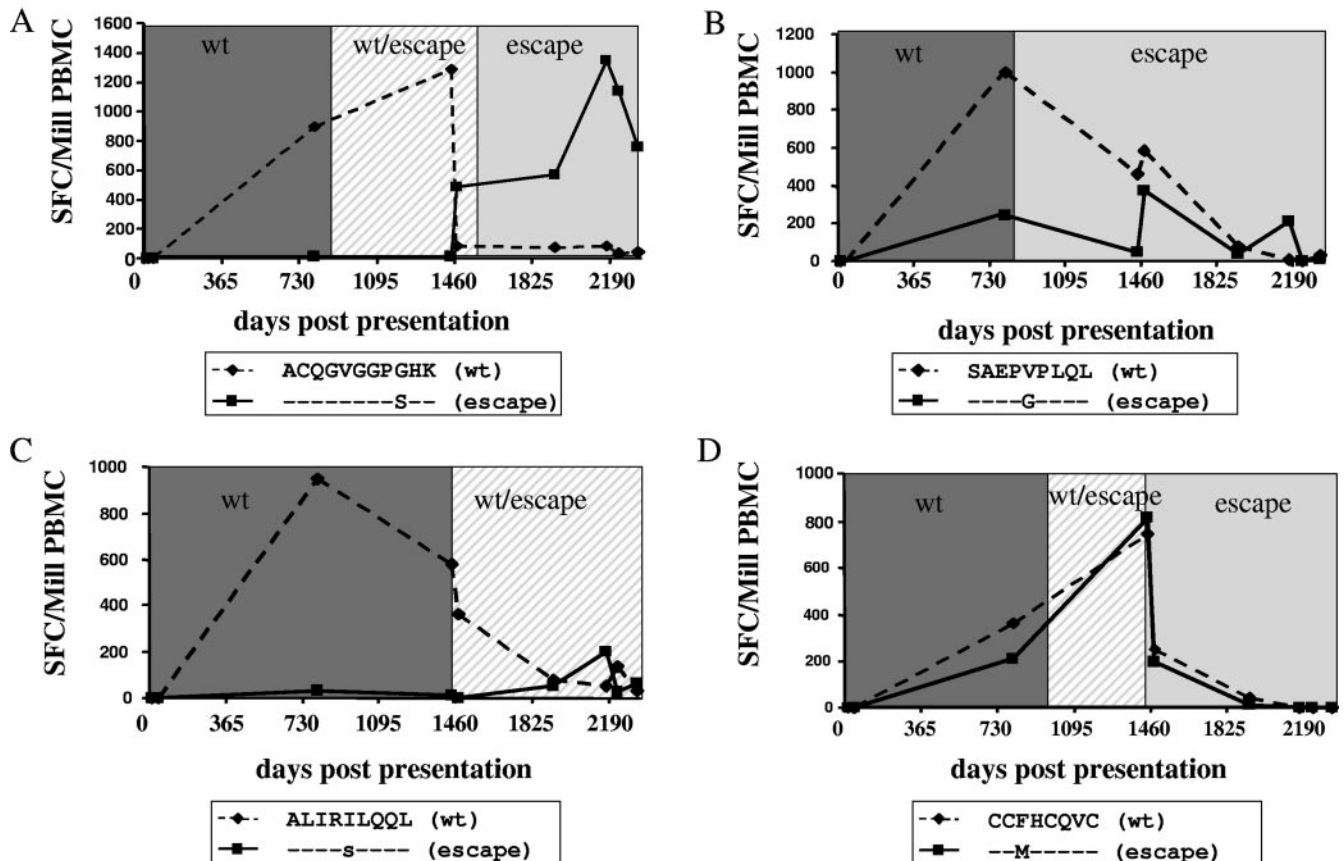 A
SFC/Mill PBMC
1600
1400
1200
1000
800
600
400
200
0
wt
wt/escape
escape
0 365 730 1095 1460 1825 2190
days post presentation
ACQGVGGPGHK (wt)
---------S-- (escape)
B
SFC/Mill PBMC
1200
1000
800
600
400
200
0
wt
escape
0 365 730 1095 1460 1825 2190
days post presentation
SAEPVPLQL (wt)
----G----- (escape)
C
SFC/Mill PBMC
1000
800
600
400
200
0
wt
wt/escape
0 365 730 1095 1460 1825 2190
days post presentation
ALIRILQQL (wt)
----s----- (escape)
D
SFC/Mill PBMC
1000
800
600
400
200
0
wt
wt/escape
escape
0 365 730 1095 1460 1825 2190
days post presentation
CCFHCQVC (wt)
--M------ (escape)